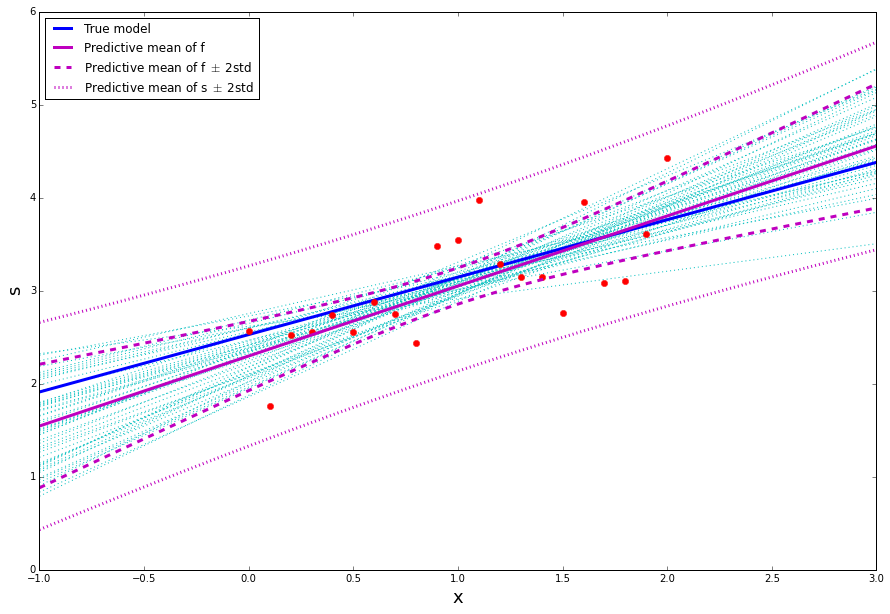 True model
Predictive mean of f
Predictive mean of f ± 2std
Predictive mean of s ± 2std
6
5
4
3
2
1
0
s
-1.0 -0.5 0.0 0.5 1.0 1.5 2.0 2.5 3.0
x